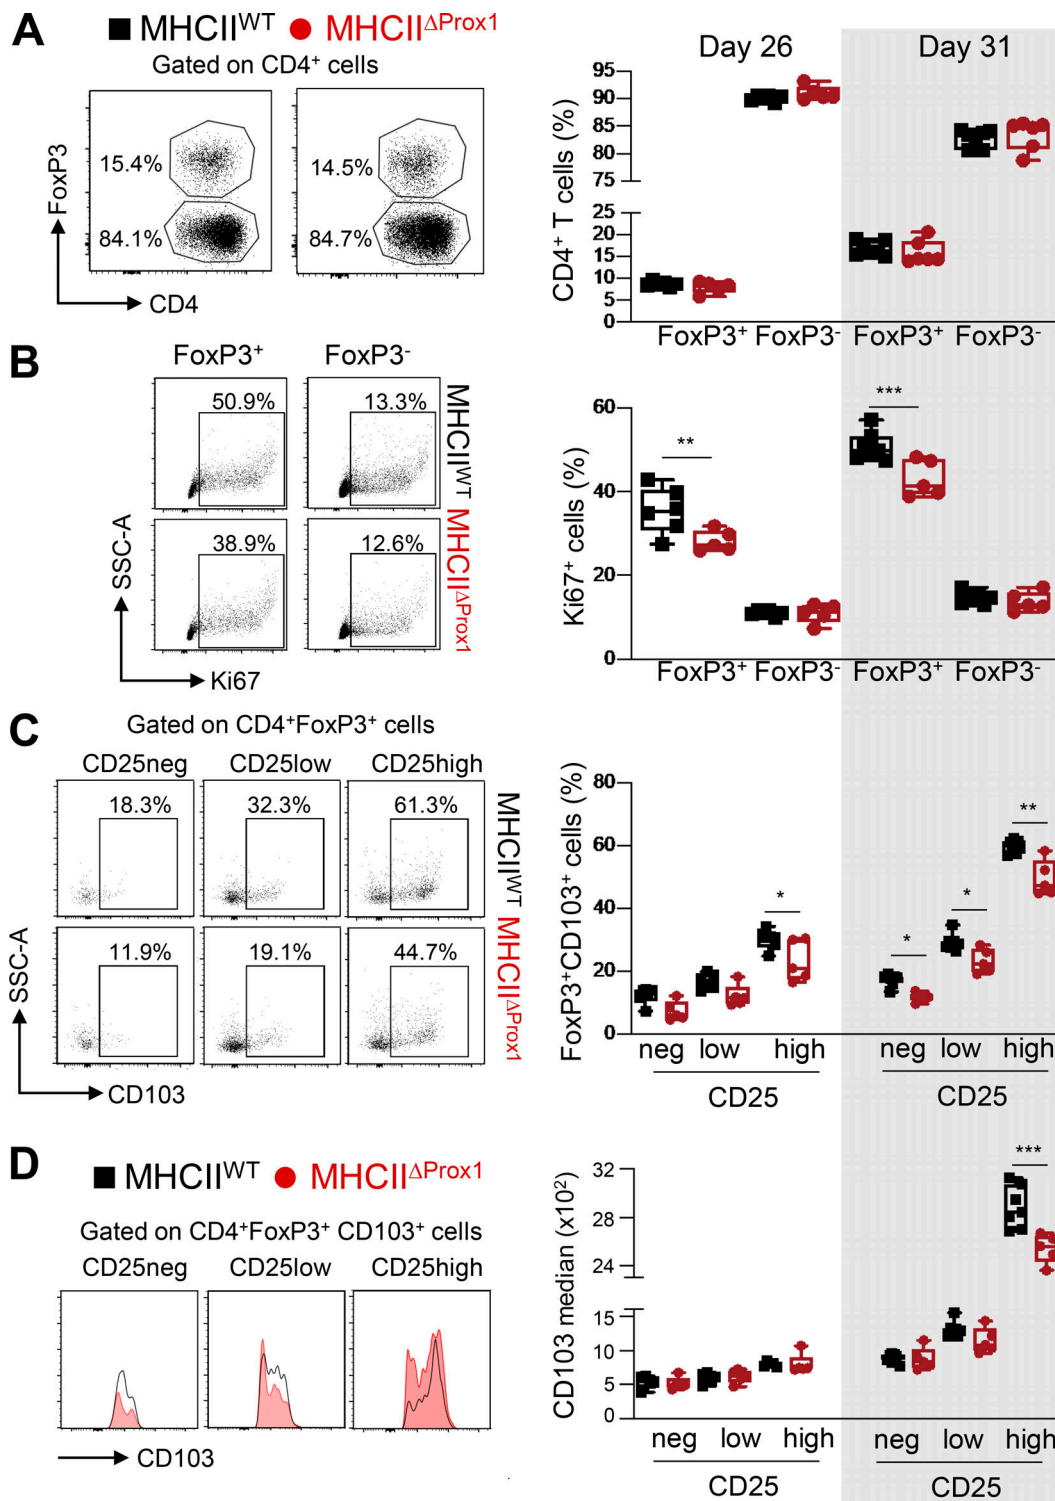 A
■ MHCII^WT ● MHCII^ΔProx1
Gated on CD4⁺ cells
FoxP3
15.4%
84.1%
14.5%
84.7%
CD4
Day 26
Day 31
CD4⁺ T cells (%)
95
90
85
80
75
25
20
15
10
5
0
FoxP3⁺ FoxP3⁻ FoxP3⁺ FoxP3⁻
B
FoxP3⁺
FoxP3⁻
50.9%
13.3%
MHCII^WT
38.9%
12.6%
MHCII^ΔProx1
SSC-A
Ki67
Ki67⁺ cells (%)
60
40
20
0
**
***
FoxP3⁺ FoxP3⁻ FoxP3⁺ FoxP3⁻
C
Gated on CD4⁺FoxP3⁺ cells
CD25neg CD25low CD25high
18.3%
32.3%
61.3%
MHCII^WT
11.9%
19.1%
44.7%
MHCII^ΔProx1
SSC-A
CD103
FoxP3⁺CD103⁺ cells (%)
80
60
40
20
0
*
*
*
**
neg low high neg low high
CD25 CD25
D
■ MHCII^WT ● MHCII^ΔProx1
Gated on CD4⁺FoxP3⁺ CD103⁺ cells
CD25neg CD25low CD25high
CD103
CD103 median (x10²)
32
28
24
15
10
5
0
***
neg low high neg low high
CD25 CD25